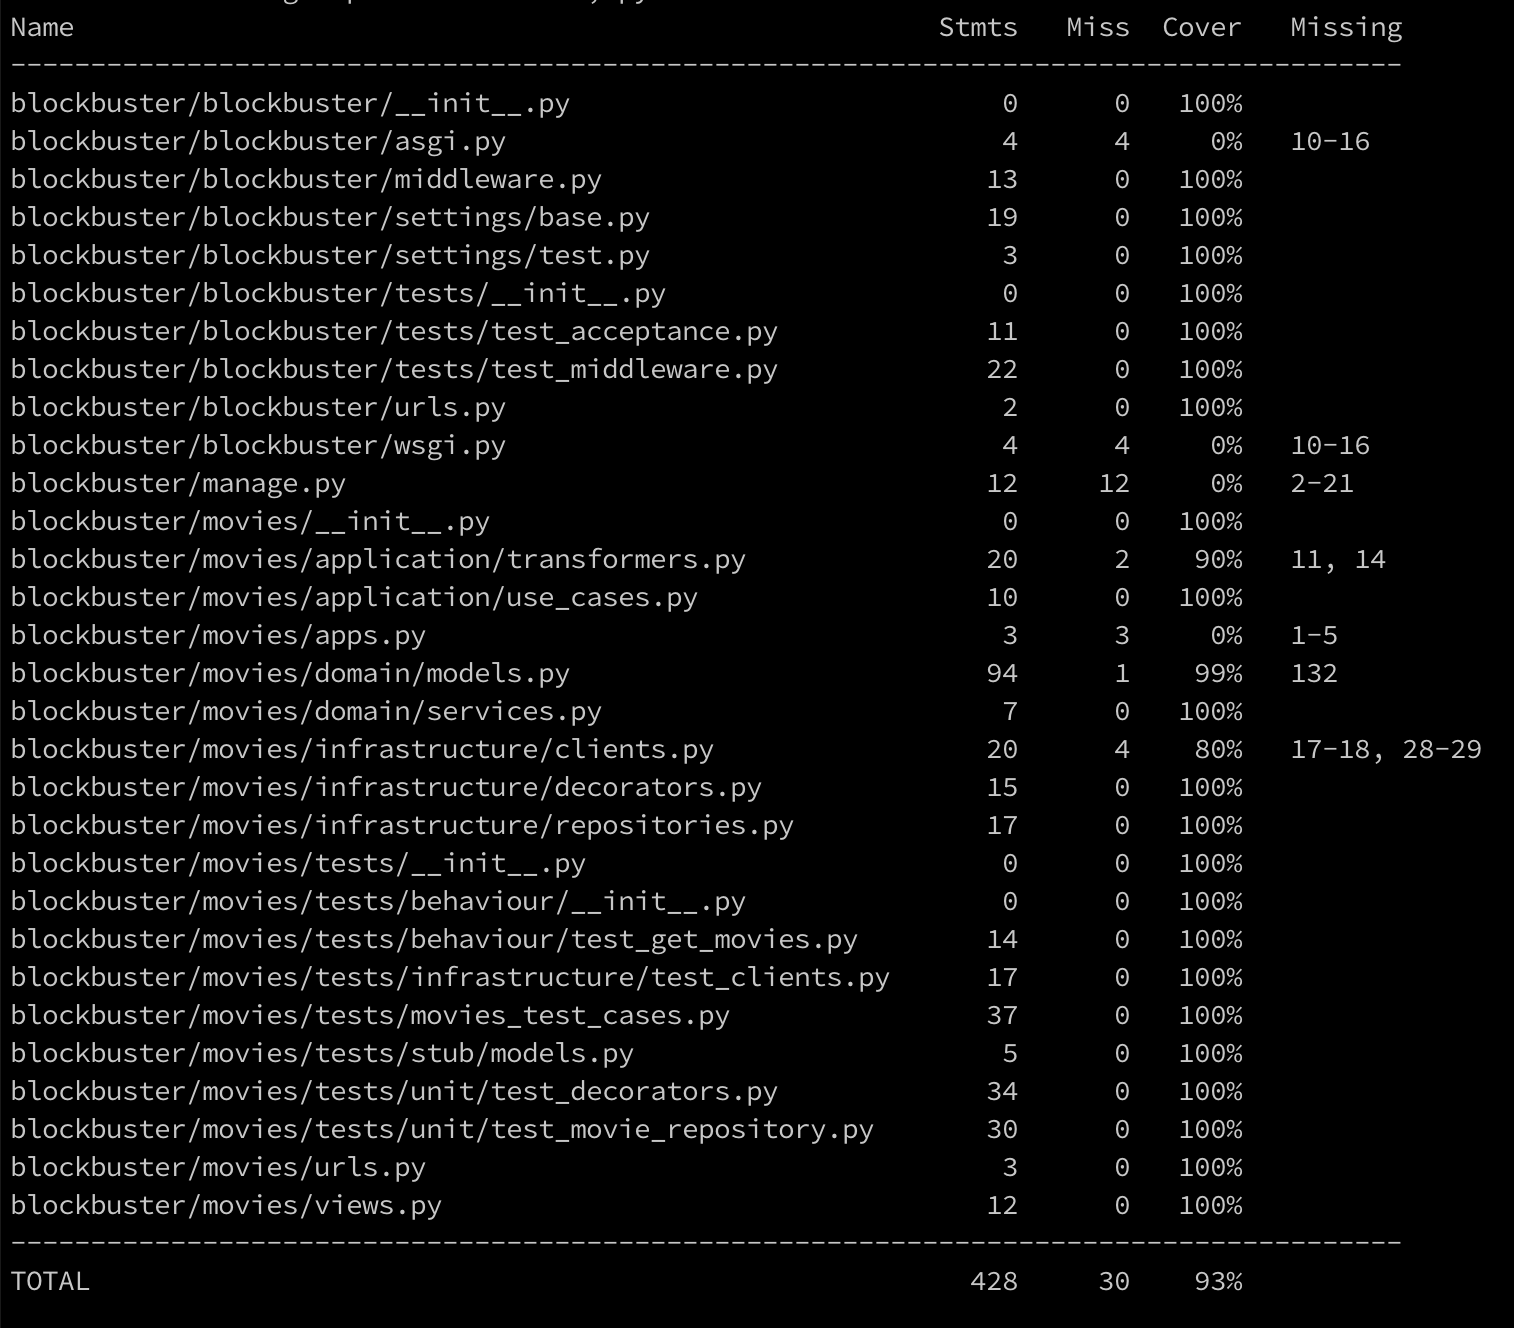 Name Stmts Miss Cover Missing
---------------------------------------------------------------------------------------
blockbuster/blockbuster/__init__.py 0 0 100%
blockbuster/blockbuster/asgi.py 4 4 0% 10-16
blockbuster/blockbuster/middleware.py 13 0 100%
blockbuster/blockbuster/settings/base.py 19 0 100%
blockbuster/blockbuster/settings/test.py 3 0 100%
blockbuster/blockbuster/tests/__init__.py 0 0 100%
blockbuster/blockbuster/tests/test_acceptance.py 11 0 100%
blockbuster/blockbuster/tests/test_middleware.py 22 0 100%
blockbuster/blockbuster/urls.py 2 0 100%
blockbuster/blockbuster/wsgi.py 4 4 0% 10-16
blockbuster/manage.py 12 12 0% 2-21
blockbuster/movies/__init__.py 0 0 100%
blockbuster/movies/application/transformers.py 20 2 90% 11, 14
blockbuster/movies/application/use_cases.py 10 0 100%
blockbuster/movies/apps.py 3 3 0% 1-5
blockbuster/movies/domain/models.py 94 1 99% 132
blockbuster/movies/domain/services.py 7 0 100%
blockbuster/movies/infrastructure/clients.py 20 4 80% 17-18, 28-29
blockbuster/movies/infrastructure/decorators.py 15 0 100%
blockbuster/movies/infrastructure/repositories.py 17 0 100%
blockbuster/movies/tests/__init__.py 0 0 100%
blockbuster/movies/tests/behaviour/__init__.py 0 0 100%
blockbuster/movies/tests/behaviour/test_get_movies.py 14 0 100%
blockbuster/movies/tests/infrastructure/test_clients.py 17 0 100%
blockbuster/movies/tests/movies_test_cases.py 37 0 100%
blockbuster/movies/tests/stub/models.py 5 0 100%
blockbuster/movies/tests/unit/test_decorators.py 34 0 100%
blockbuster/movies/tests/unit/test_movie_repository.py 30 0 100%
blockbuster/movies/urls.py 3 0 100%
blockbuster/movies/views.py 12 0 100%
---------------------------------------------------------------------------------------
TOTAL 428 30 93%